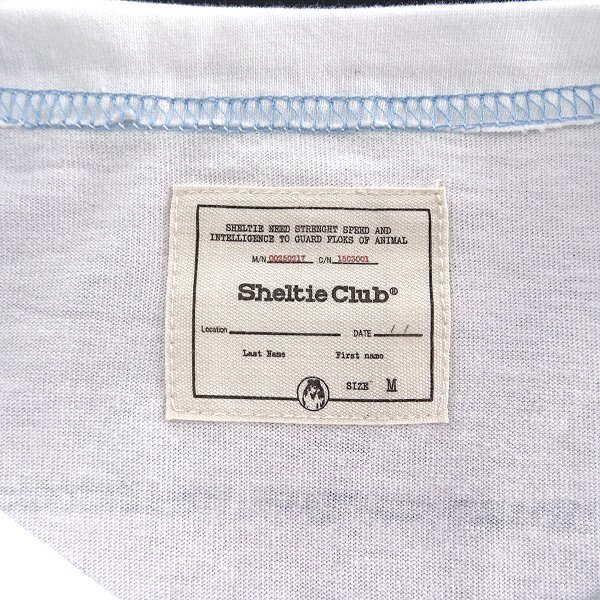 SHELTIE NEED STRENGHT SPEED AND
INTELLIGENCE TO GUARD FLOKS OF ANIMAL
M/N 00250217 C/N 1503001
Sheltie Club®
Location DATE / /
Last Name First name
SIZE M